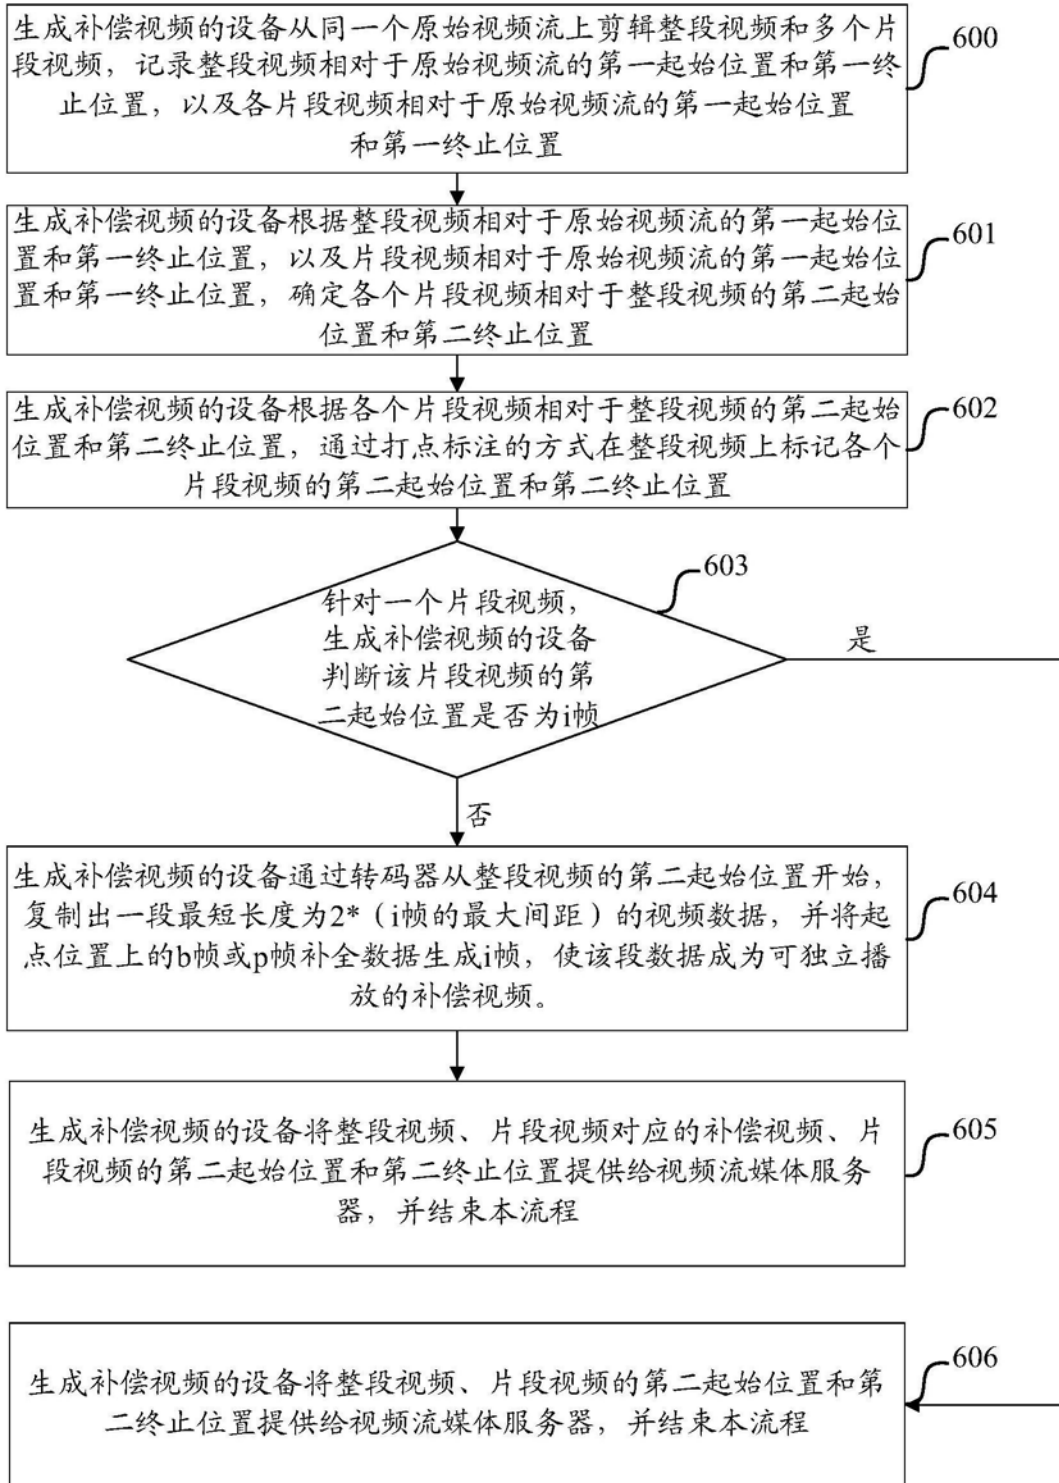 生成补偿视频的设备从同一个原始视频流上剪辑整段视频和多个片
段视频，记录整段视频相对于原始视频流的第一起始位置和第一终
止位置，以及各片段视频相对于原始视频流的第一起始位置
和第一终止位置
600
生成补偿视频的设备根据整段视频相对于原始视频流的第一起始位
置和第一终止位置，以及片段视频相对于原始视频流的第一起始位
置和第一终止位置，确定各个片段视频相对于整段视频的第二起始
位置和第二终止位置
601
生成补偿视频的设备根据各个片段视频相对于整段视频的第二起始
位置和第二终止位置，通过打点标注的方式在整段视频上标记各个
片段视频的第二起始位置和第二终止位置
602
针对一个片段视频，
生成补偿视频的设备
判断该片段视频的第
二起始位置是否为i帧
603
是
否
生成补偿视频的设备通过转码器从整段视频的第二起始位置开始，
复制出一段最短长度为2*（i帧的最大间距）的视频数据，并将起
点位置上的b帧或p帧补全数据生成i帧，使该段数据成为可独立播
放的补偿视频。
604
生成补偿视频的设备将整段视频、片段视频对应的补偿视频、片
段视频的第二起始位置和第二终止位置提供给视频流媒体服务
器，并结束本流程
605
生成补偿视频的设备将整段视频、片段视频的第二起始位置和第
二终止位置提供给视频流媒体服务器，并结束本流程
606